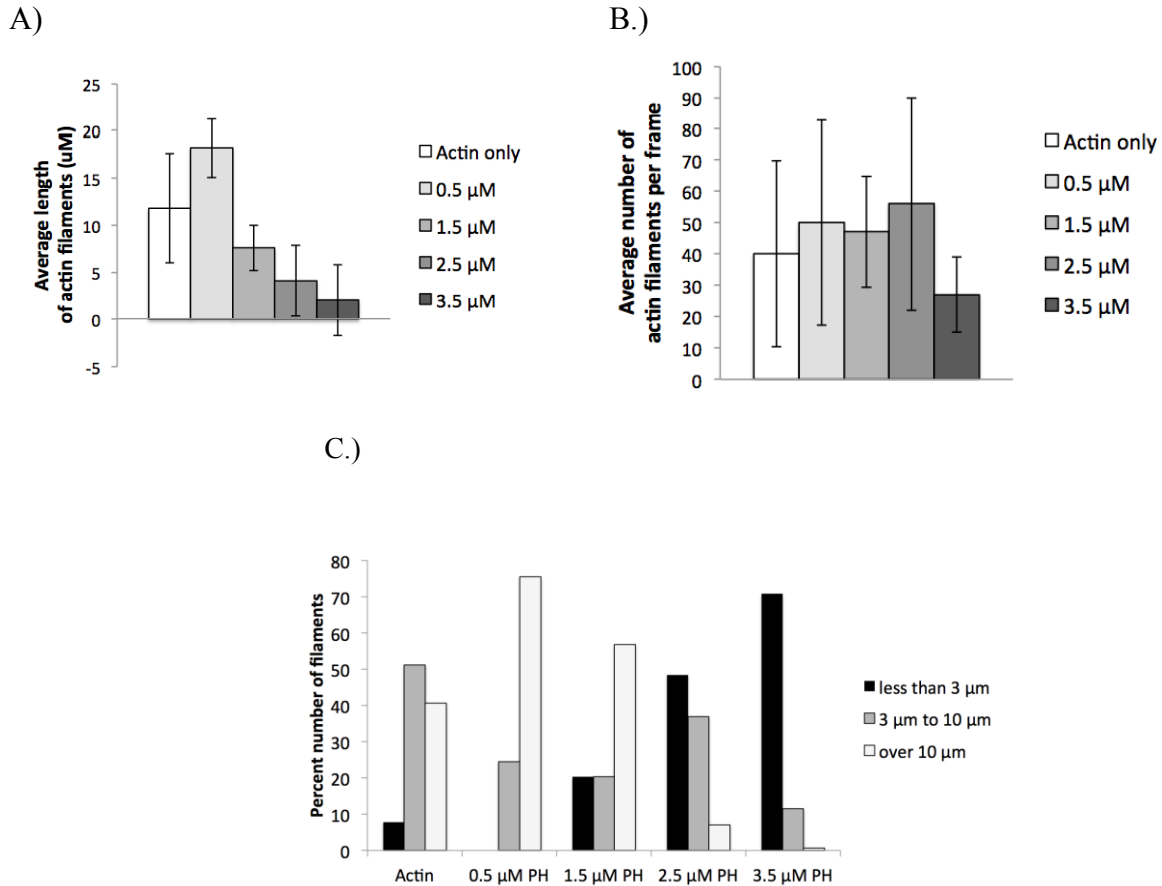 A)
25
20
15
10
5
0
-5
Average length
of actin filaments (uM)
Actin only
0.5 µM
1.5 µM
2.5 µM
3.5 µM
B.)
100
90
80
70
60
50
40
30
20
10
0
Average number of
actin filaments per frame
Actin only
0.5 µM
1.5 µM
2.5 µM
3.5 µM
C.)
80
70
60
50
40
30
20
10
0
Percent number of filaments
Actin
0.5 µM PH
1.5 µM PH
2.5 µM PH
3.5 µM PH
less than 3 µm
3 µm to 10 µm
over 10 µm